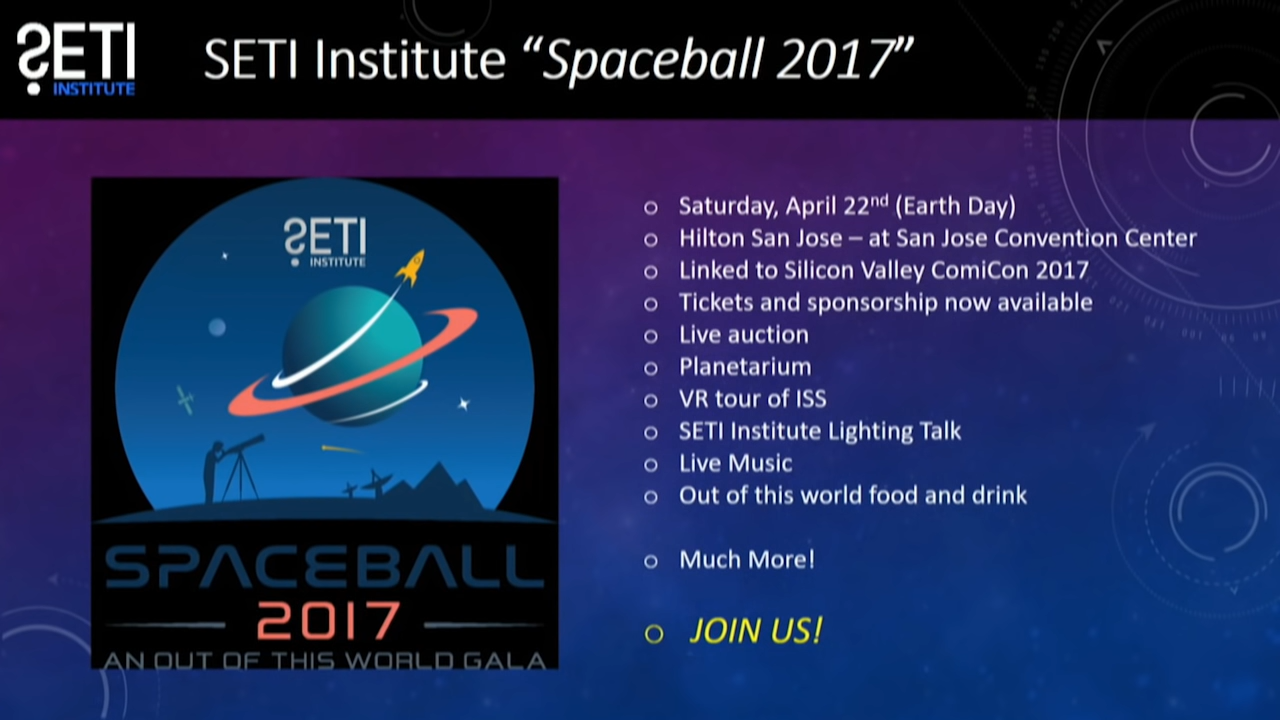 SETI
INSTITUTE
SETI Institute “Spaceball 2017”
SETI
INSTITUTE
SPACEBALL
2017
AN OUT OF THIS WORLD GALA
o Saturday, April 22nd (Earth Day)
o Hilton San Jose – at San Jose Convention Center
o Linked to Silicon Valley ComiCon 2017
o Tickets and sponsorship now available
o Live auction
o Planetarium
o VR tour of ISS
o SETI Institute Lighting Talk
o Live Music
o Out of this world food and drink
o Much More!
o JOIN US!